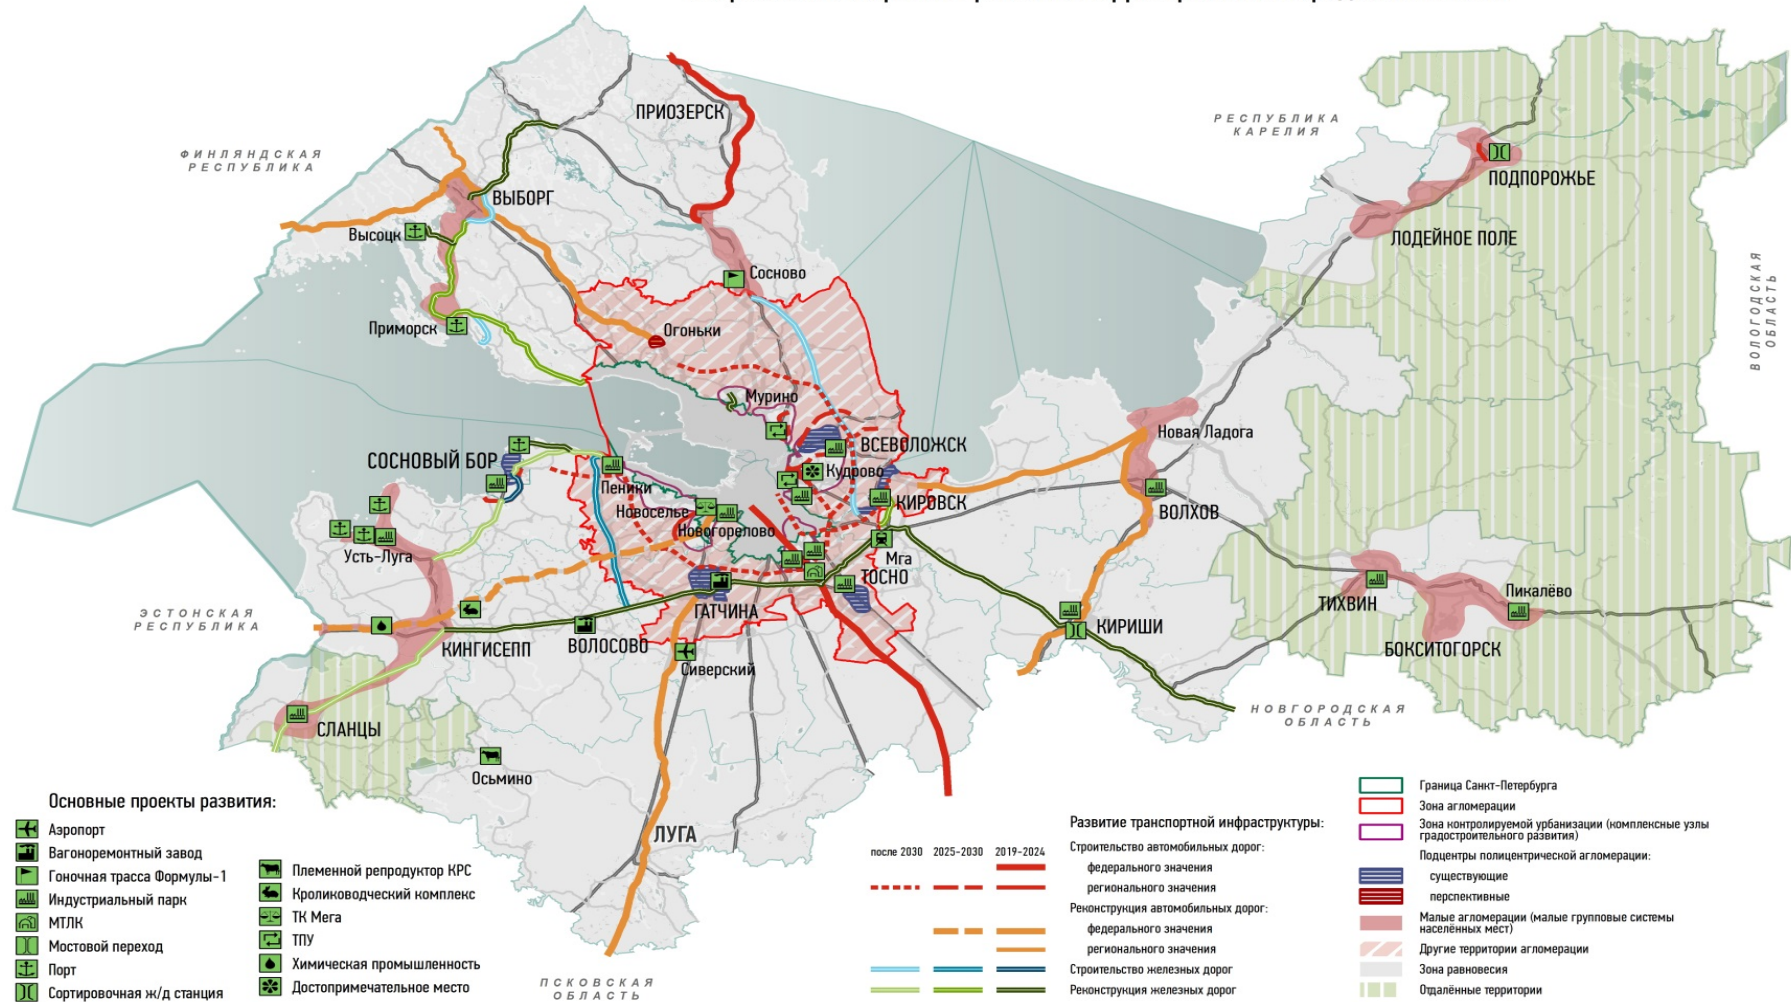 ПРИОЗЕРСК
РЕСПУБЛИКА
КАРЕЛИЯ
ФИНЛЯНДСКАЯ
РЕСПУБЛИКА
ПОДПОРОЖЬЕ
ВЫБОРГ
Высоцк
ЛОДЕЙНОЕ ПОЛЕ
Сосново
ВОЛОГОДСКАЯ
ОБЛАСТЬ
Приморск
Огоньки
Мурино
Новая Ладога
ВСЕВОЛОЖСК
СОСНОВЫЙ БОР
Кудрово
Пеники
КИРОВСК
Новоселье
ВОЛХОВ
Новогорелово
Усть-Луга
Мга
ТОСНО
Пикалёво
ТИХВИН
ЭСТОНСКАЯ
РЕСПУБЛИКА
ГАТЧИНА
КИРИШИ
КИНГИСЕПП
ВОЛОСОВО
БОКСИТОГОРСК
Сиверский
НОВГОРОДСКАЯ
ОБЛАСТЬ
СЛАНЦЫ
Осьмино
ЛУГА
ПСКОВСКАЯ
ОБЛАСТЬ
Основные проекты развития:
Аэропорт
Вагоноремонтный завод
Гоночная трасса Формулы-1
Индустриальный парк
МТЛК
Мостовой переход
Порт
Сортировочная ж/д станция
Племенной репродуктор КРС
Кролиководческий комплекс
ТК Мега
ТПУ
Химическая промышленность
Достопримечательное место
Развитие транспортной инфраструктуры:
после 2030 2025-2030 2019-2024
Строительство автомобильных дорог:
федерального значения
регионального значения
Реконструкция автомобильных дорог:
федерального значения
регионального значения
Строительство железных дорог
Реконструкция железных дорог
Граница Санкт-Петербурга
Зона агломерации
Зона контролируемой урбанизации (комплексные узлы
градостроительного развития)
Подцентры полицентрической агломерации:
существующие
перспективные
Малые агломерации (малые групповые системы
населённых мест)
Другие территории агломерации
Зона равновесия
Отдалённые территории